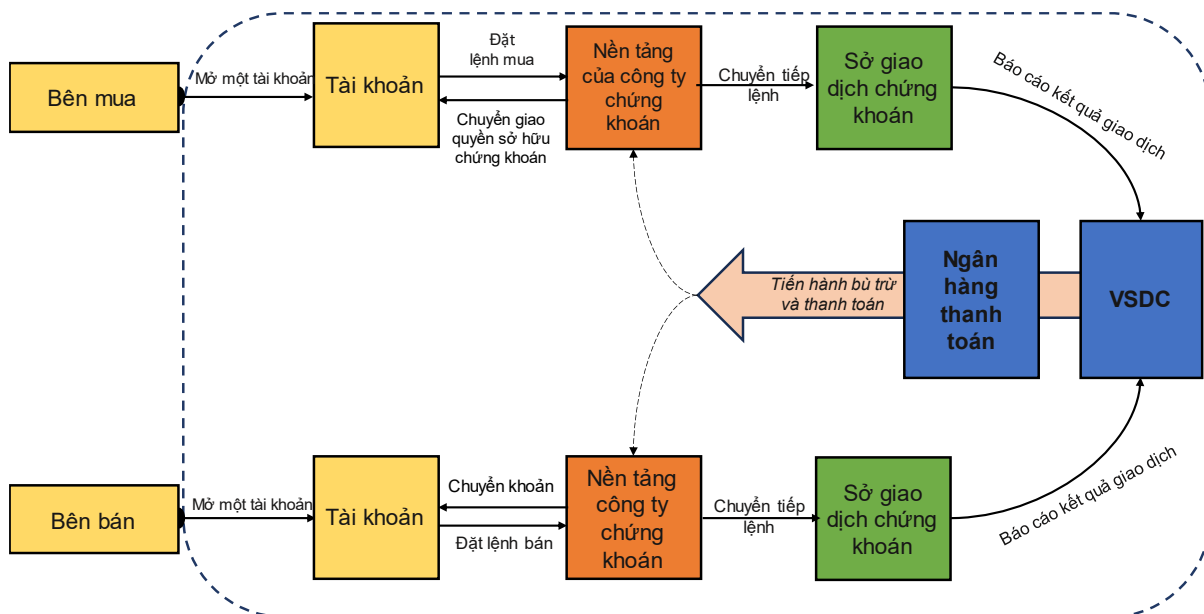 Bên mua
Mở một tài khoản
Tài khoản
Đặt
lệnh mua
Chuyển giao
quyền sở hữu
chứng khoán
Nền tảng
của công ty
chứng
khoán
Chuyển tiếp
lệnh
Sở giao
dịch chứng
khoán
Báo cáo kết quả giao dịch
Tiến hành bù trừ
và thanh toán
Ngân
hàng
thanh
toán
VSDC
Bên bán
Mở một tài khoản
Tài khoản
Chuyển khoản
Đặt lệnh bán
Nền tảng
công ty
chứng
khoán
Chuyển tiếp
lệnh
Sở giao
dịch chứng
khoán
Báo cáo kết quả giao dịch